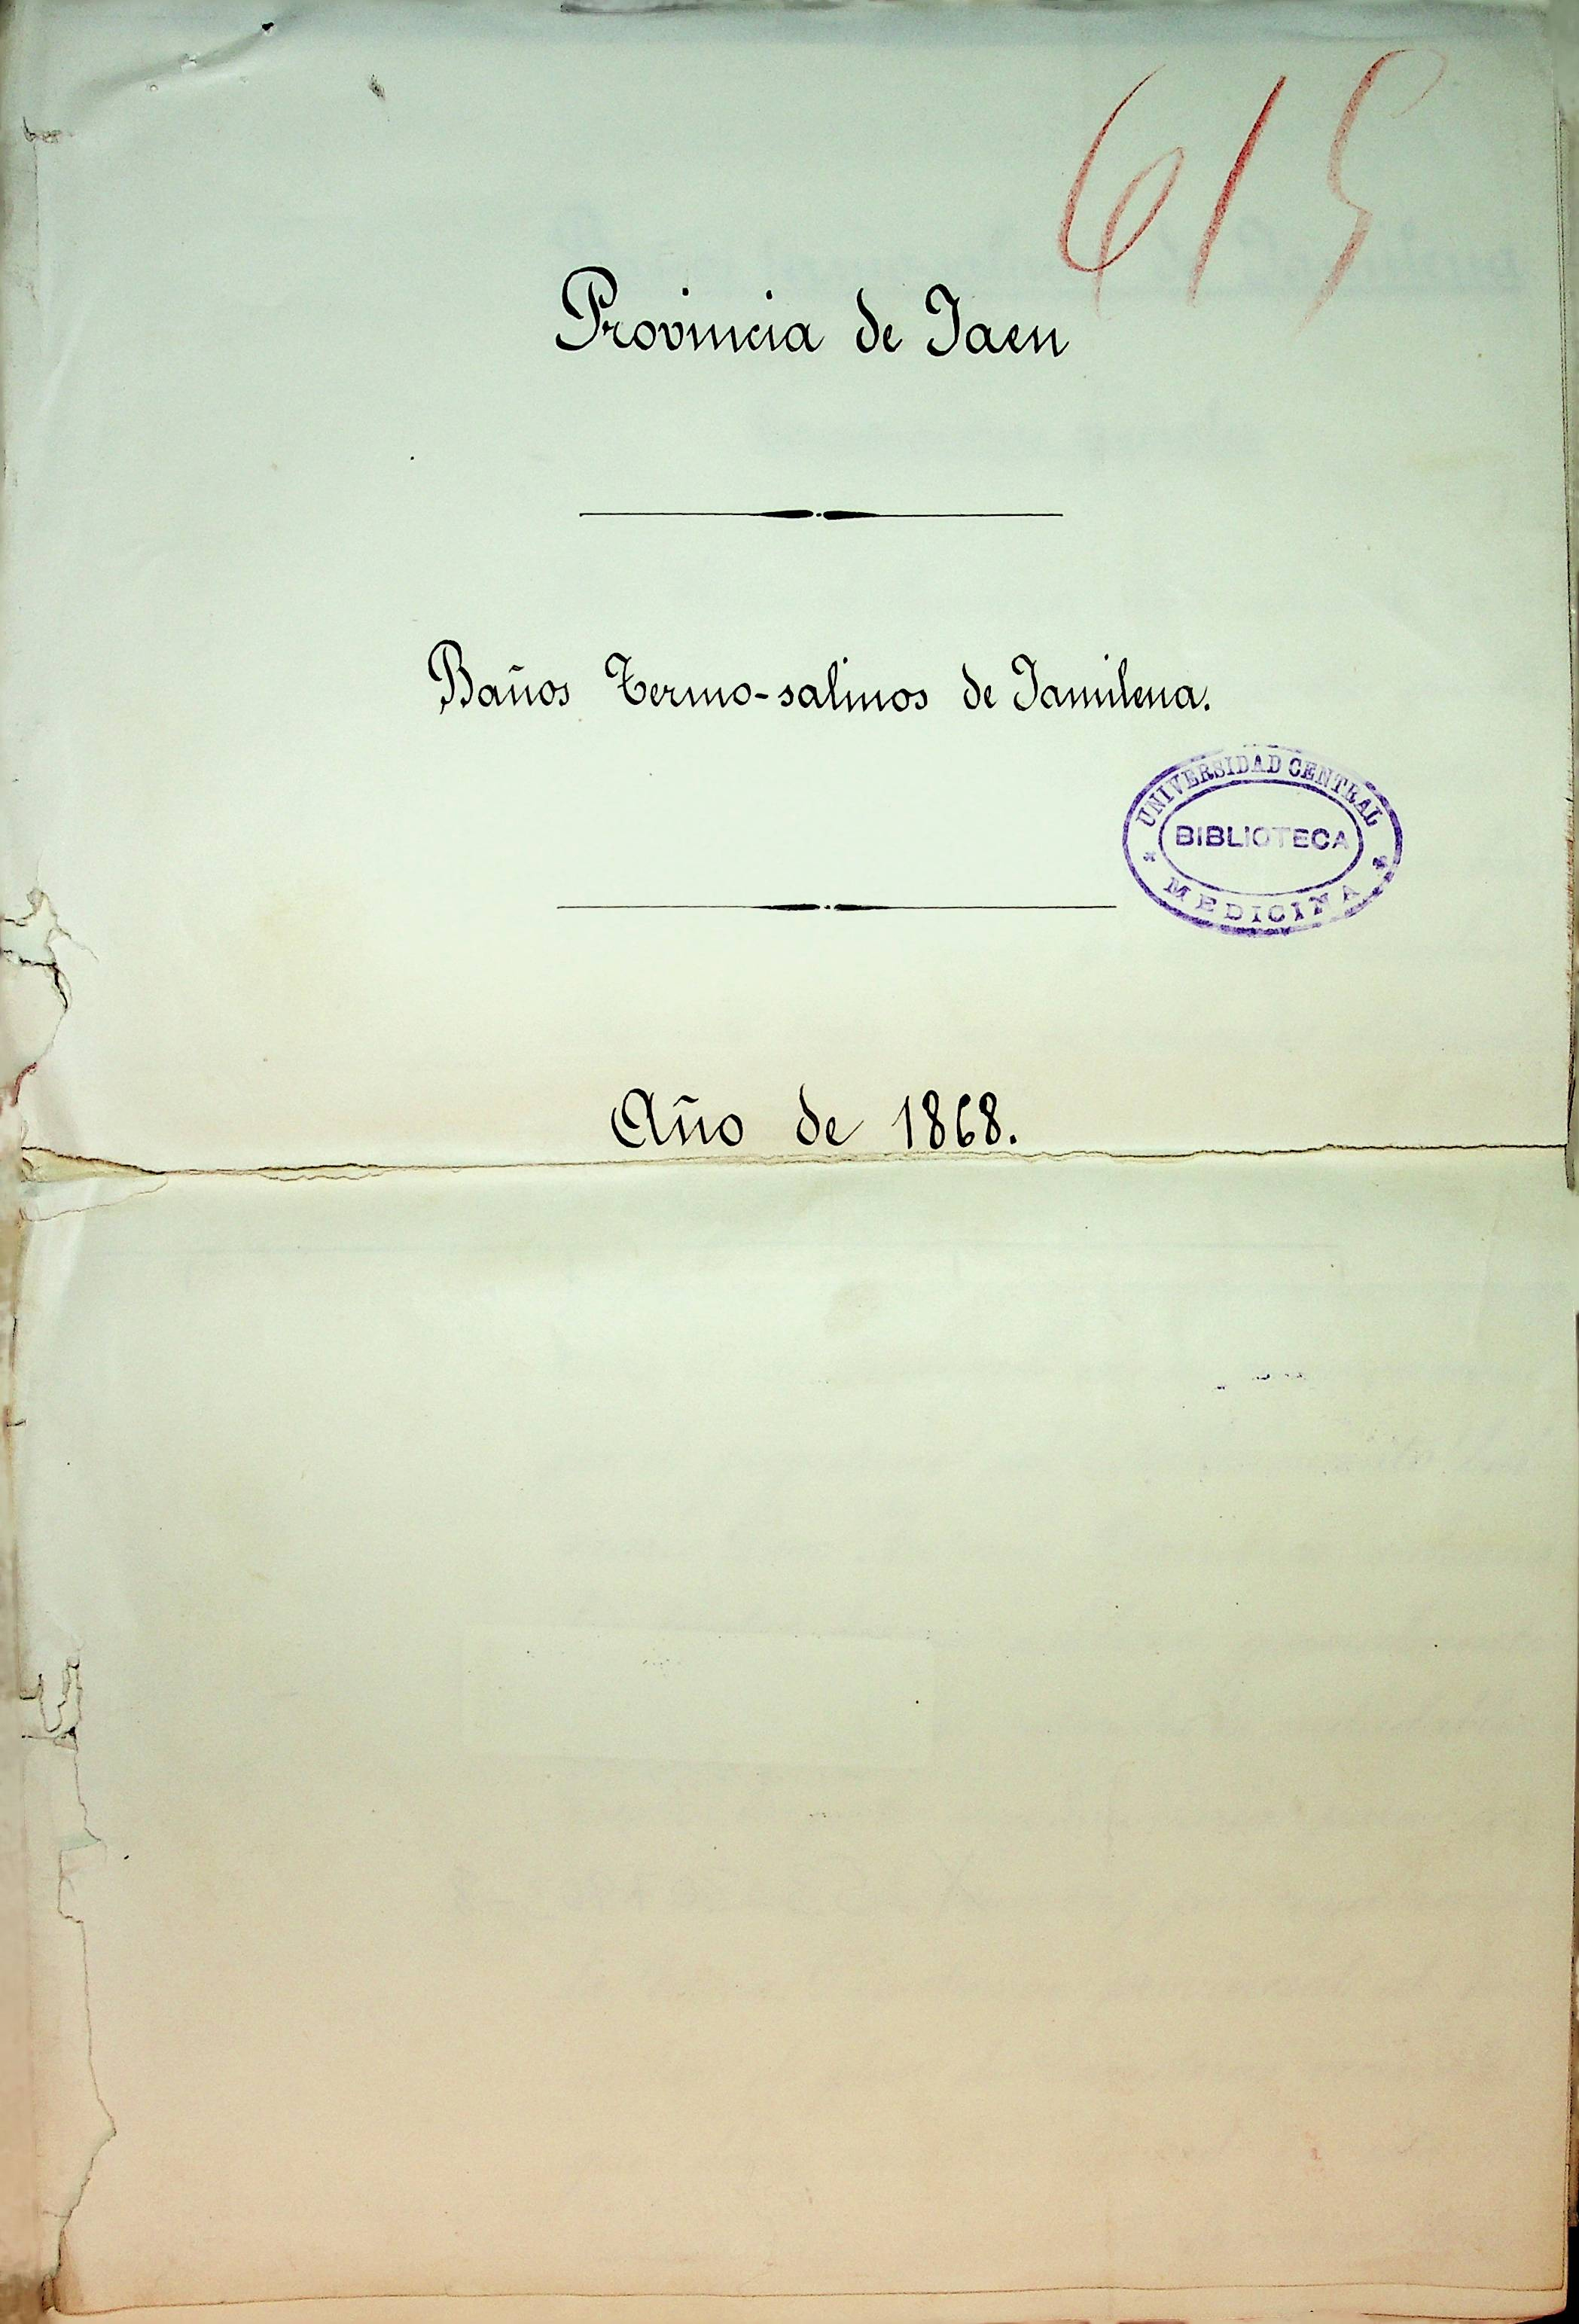 615
Provincia de Jaen
Baños Termo-salinos de Jamilena.
UNIVERSIDAD CENTRAL
BIBLIOTECA
MEDICINA
Año de 1868.